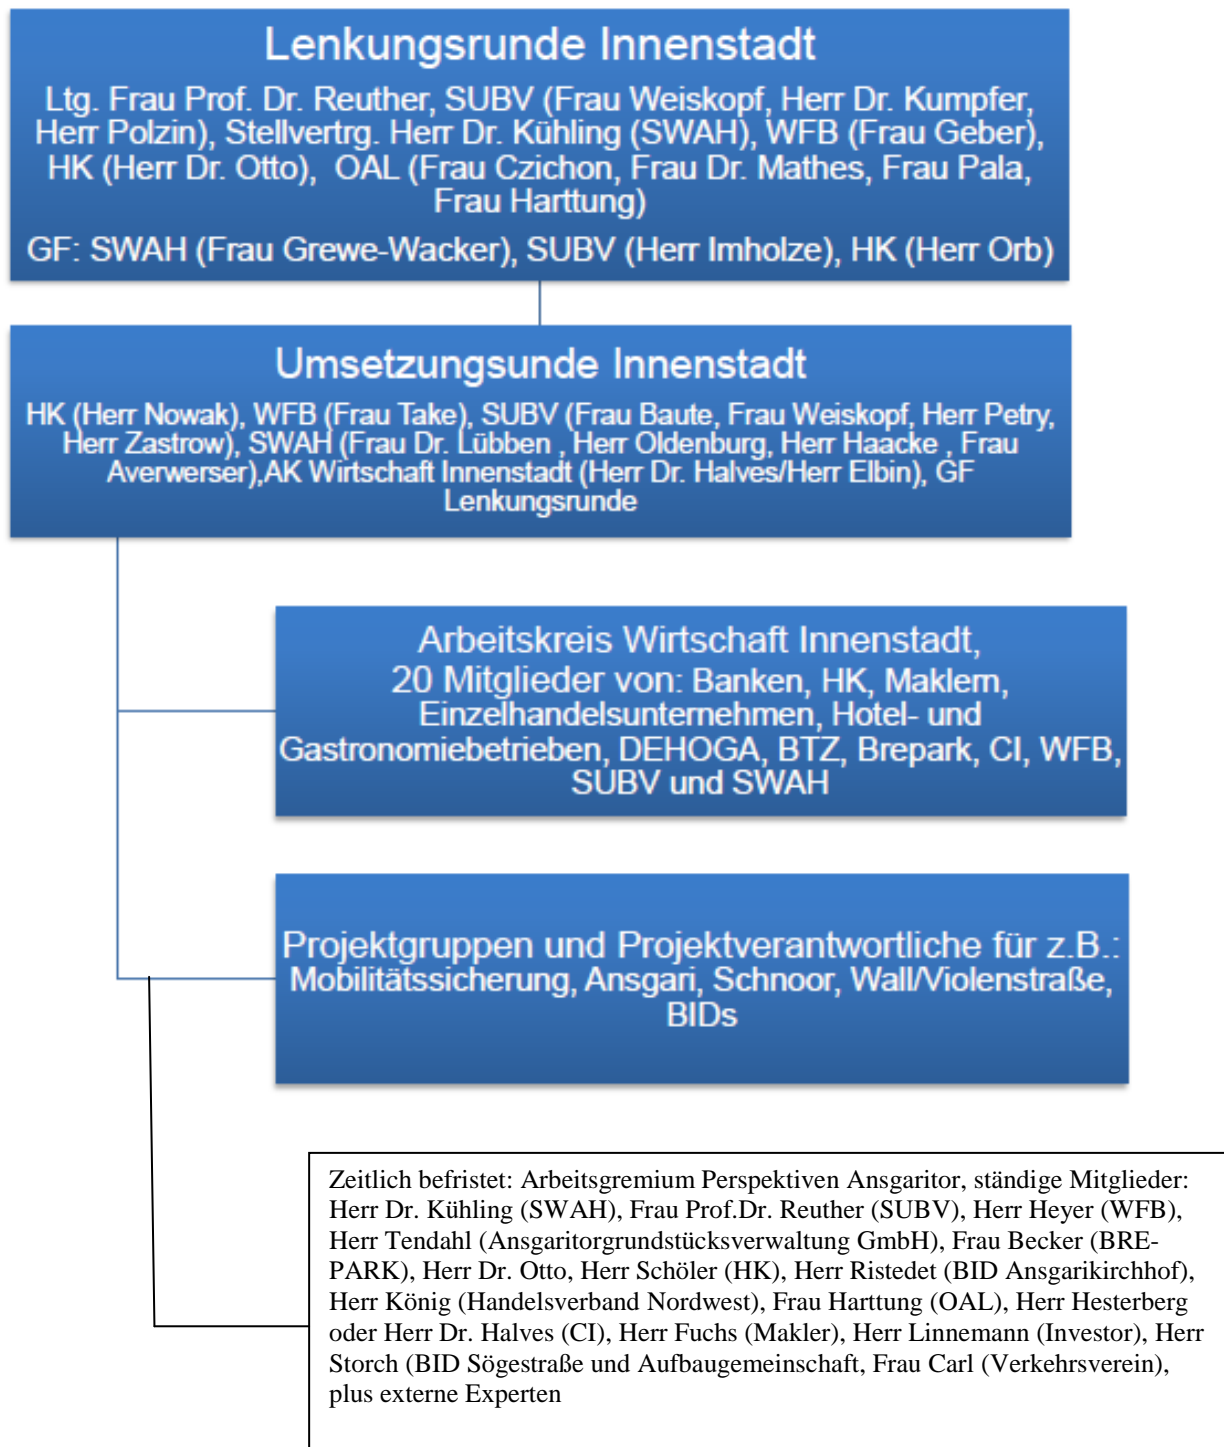 Lenkungsrunde Innenstadt
Ltg. Frau Prof. Dr. Reuther, SUBV (Frau Weiskopf, Herr Dr. Kumpfer,
Herr Polzin), Stellvertrg. Herr Dr. Kühling (SWAH), WFB (Frau Geber),
HK (Herr Dr. Otto), OAL (Frau Czichon, Frau Dr. Mathes, Frau Pala,
Frau Harttung)
GF: SWAH (Frau Grewe-Wacker), SUBV (Herr Imholze), HK (Herr Orb)
Umsetzungsunde Innenstadt
HK (Herr Nowak), WFB (Frau Take), SUBV (Frau Baute, Frau Weiskopf, Herr Petry,
Herr Zastrow), SWAH (Frau Dr. Lübben , Herr Oldenburg, Herr Haacke , Frau
Averwerser),AK Wirtschaft Innenstadt (Herr Dr. Halves/Herr Elbin), GF
Lenkungsrunde
Arbeitskreis Wirtschaft Innenstadt,
20 Mitglieder von: Banken, HK, Maklern,
Einzelhandelsunternehmen, Hotel- und
Gastronomiebetrieben, DEHOGA, BTZ, Brepark, CI, WFB,
SUBV und SWAH
Projektgruppen und Projektverantwortliche für z.B.:
Mobilitätssicherung, Ansgari, Schnoor, Wall/Violenstraße,
BIDs
Zeitlich befristet: Arbeitsgremium Perspektiven Ansgaritor, ständige Mitglieder:
Herr Dr. Kühling (SWAH), Frau Prof.Dr. Reuther (SUBV), Herr Heyer (WFB),
Herr Tendahl (Ansgaritorgrundstücksverwaltung GmbH), Frau Becker (BRE-
PARK), Herr Dr. Otto, Herr Schöler (HK), Herr Ristedet (BID Ansgarikirchhof),
Herr König (Handelsverband Nordwest), Frau Harttung (OAL), Herr Hesterberg
oder Herr Dr. Halves (CI), Herr Fuchs (Makler), Herr Linnemann (Investor), Herr
Storch (BID Sögestraße und Aufbaugemeinschaft, Frau Carl (Verkehrsverein),
plus externe Experten